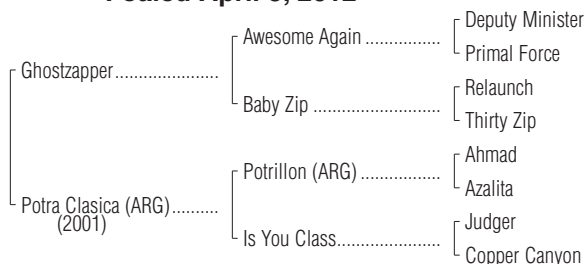 Foaled April 2012
Deputy Minister
Awesome Again
Primal Force
Ghostzapper
Relaunch
Baby Zip
Thirty Zip
Ahmad
Potrillon (ARG)
Azalita
Potra Clasica (ARG)
(2001)
Judger
Is You Class
Copper Canyon